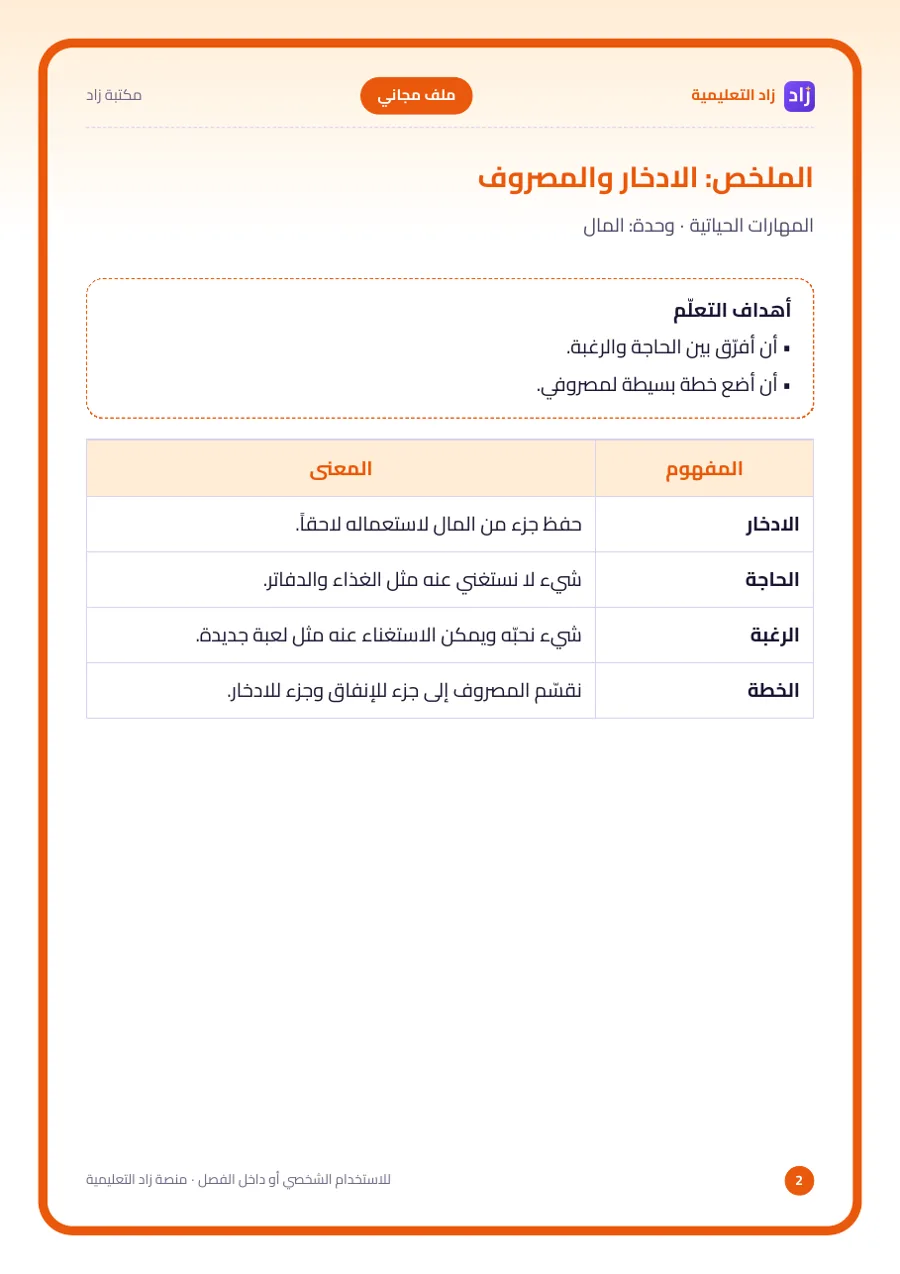 زاد زاد التعليمية
ملف مجاني
مكتبة زاد
الملخص: الادخار والمصروف
المهارات الحياتية · وحدة: المال
أهداف التعلّم
▪ أن أفرّق بين الحاجة والرغبة.
▪ أن أضع خطة بسيطة لمصروفي.
المفهوم المعنى
الادخار حفظ جزء من المال لاستعماله لاحقاً.
الحاجة شيء لا نستغني عنه مثل الغذاء والدفاتر.
الرغبة شيء نحبّه ويمكن الاستغناء عنه مثل لعبة جديدة.
الخطة نقسّم المصروف إلى جزء للإنفاق وجزء للادخار.
2
للاستخدام الشخصي أو داخل الفصل · منصة زاد التعليمية